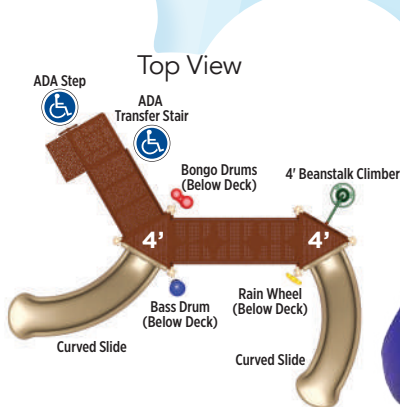 Top View
ADA Step
ADA
Transfer Stair
Bongo Drums
(Below Deck)
4' Beanstalk Climber
4'
4'
Bass Drum
(Below Deck)
Rain Wheel
(Below Deck)
Curved Slide
Curved Slide